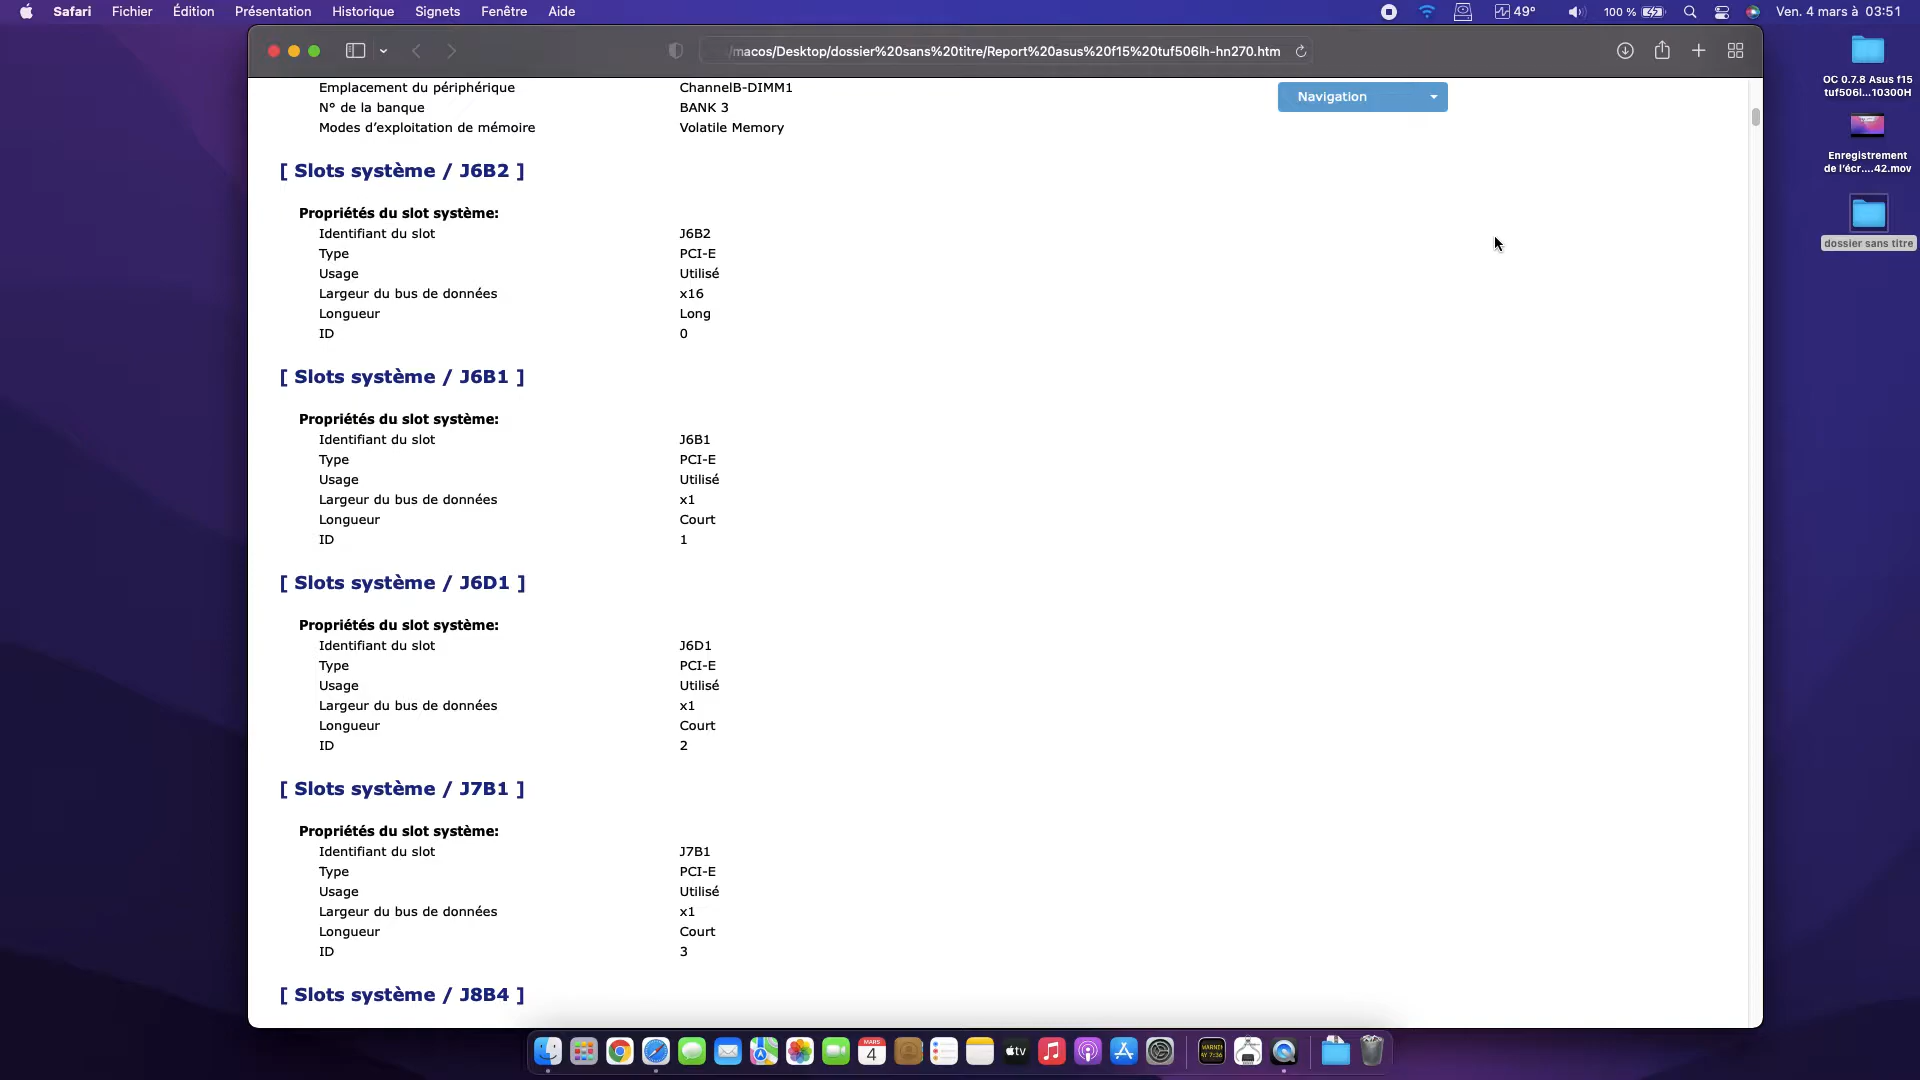 Safari Fichier Édition Présentation Historique Signets Fenêtre Aide 49° 100 % Ven. 4 mars à 03:51
/macos/Desktop/dossier%20sans%20titre/Report%20asus%20f15%20tuf506lh-hn270.htm
Emplacement du périphérique ChannelB-DIMM1
N° de la banque BANK 3
Modes d'exploitation de mémoire Volatile Memory
Navigation
[ Slots système / J6B2 ]
Propriétés du slot système:
Identifiant du slot J6B2
Type PCI-E
Usage Utilisé
Largeur du bus de données x16
Longueur Long
ID 0
[ Slots système / J6B1 ]
Propriétés du slot système:
Identifiant du slot J6B1
Type PCI-E
Usage Utilisé
Largeur du bus de données x1
Longueur Court
ID 1
[ Slots système / J6D1 ]
Propriétés du slot système:
Identifiant du slot J6D1
Type PCI-E
Usage Utilisé
Largeur du bus de données x1
Longueur Court
ID 2
[ Slots système / J7B1 ]
Propriétés du slot système:
Identifiant du slot J7B1
Type PCI-E
Usage Utilisé
Largeur du bus de données x1
Longueur Court
ID 3
[ Slots système / J8B4 ]
OC 0.7.8 Asus f15
tuf506l...10300H
Enregistrement
de l'écr....42.mov
dossier sans titre
MARS
4
tv
WARNIN
AY 7:36